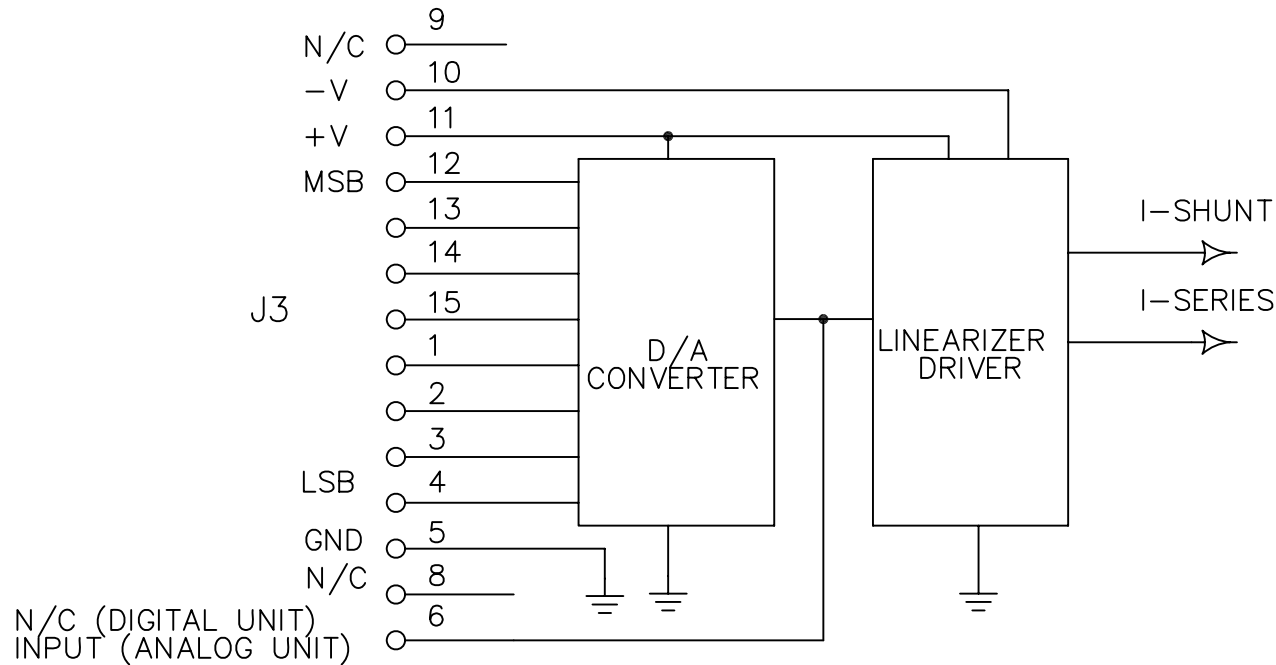 9
N/C
10
-V
11
+V
12
MSB
13
14
15
J3
1
2
3
4
LSB
5
GND
8
N/C
6
N/C (DIGITAL UNIT)
INPUT (ANALOG UNIT)
D/A
CONVERTER
LINEARIZER
DRIVER
I-SHUNT
I-SERIES